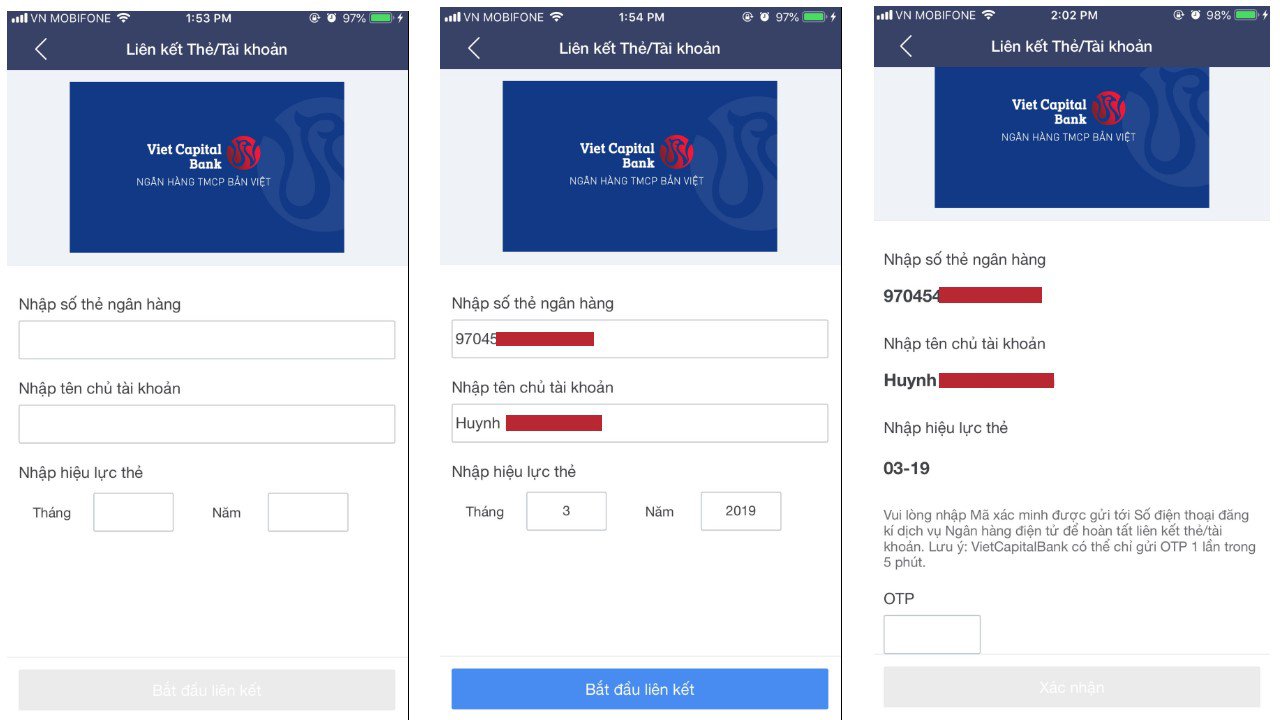 VN MOBIFONE 1:53 PM 97%
Liên kết Thẻ/Tài khoản
Viet Capital
Bank
NGÂN HÀNG TMCP BẢN VIỆT
Nhập số thẻ ngân hàng
Nhập tên chủ tài khoản
Nhập hiệu lực thẻ
Tháng Năm
Bắt đầu liên kết
VN MOBIFONE 1:54 PM 97%
Liên kết Thẻ/Tài khoản
Viet Capital
Bank
NGÂN HÀNG TMCP BẢN VIỆT
Nhập số thẻ ngân hàng
97045
Nhập tên chủ tài khoản
Huynh
Nhập hiệu lực thẻ
Tháng 3 Năm 2019
Bắt đầu liên kết
VN MOBIFONE 2:02 PM 98%
Liên kết Thẻ/Tài khoản
Viet Capital
Bank
NGÂN HÀNG TMCP BẢN VIỆT
Nhập số thẻ ngân hàng
970454
Nhập tên chủ tài khoản
Huynh
Nhập hiệu lực thẻ
03-19
Vui lòng nhập Mã xác minh được gửi tới Số điện thoại đăng
kí dịch vụ Ngân hàng điện tử để hoàn tất liên kết thẻ/tài
khoản. Lưu ý: VietCapitalBank có thể chỉ gửi OTP 1 lần trong
5 phút.
OTP
Xác nhận